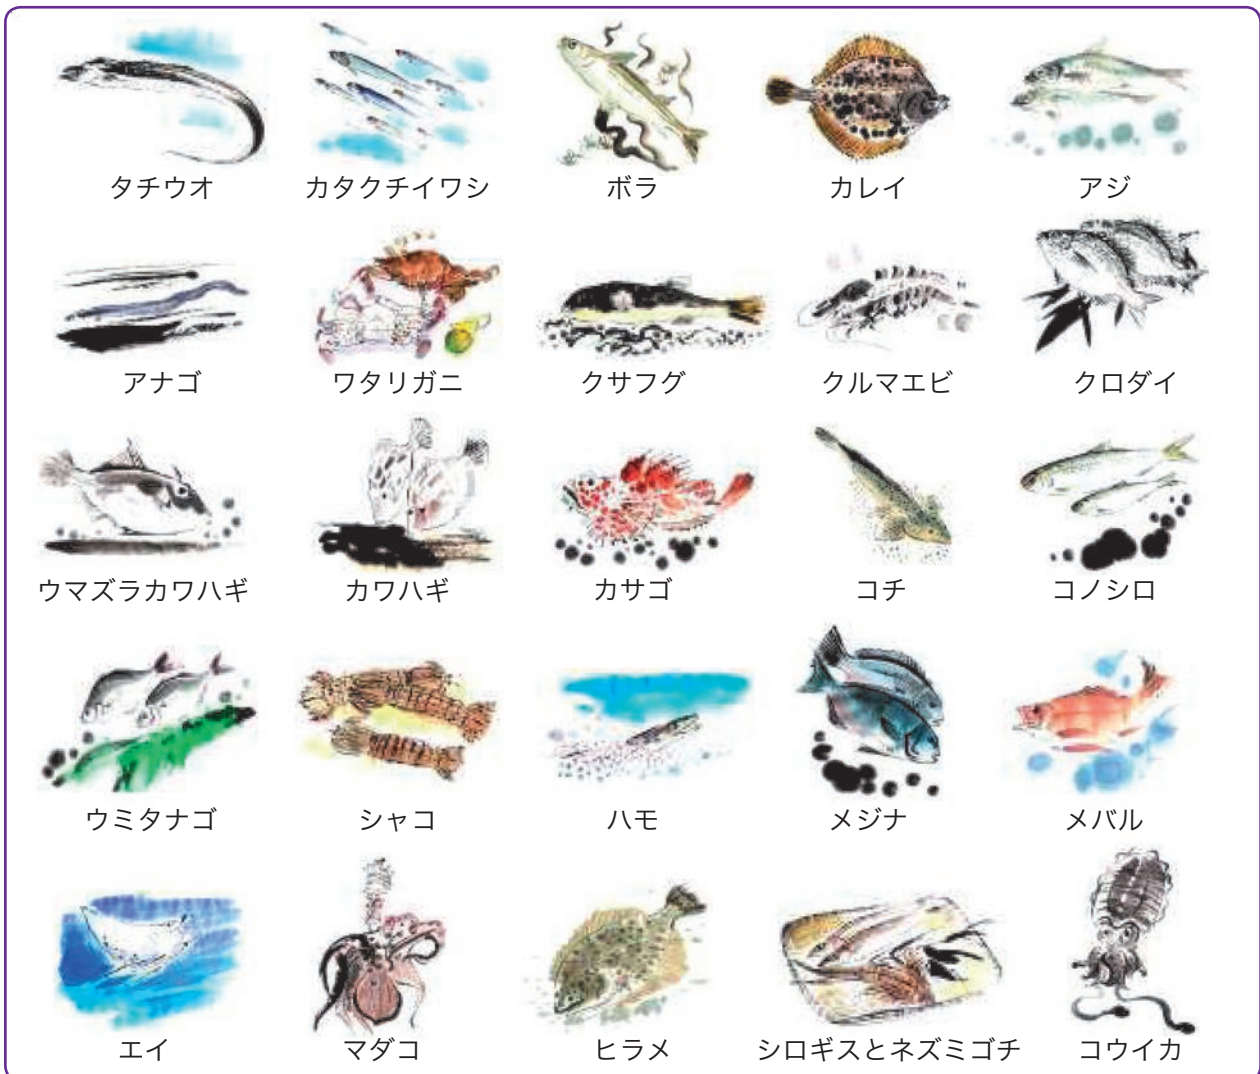 タチウオ
カタクチイワシ
ボラ
カレイ
アジ
アナゴ
ワタリガニ
クサフグ
クルマエビ
クロダイ
ウマズラカワハギ
カワハギ
カサゴ
コチ
コノシロ
ウミタナゴ
シャコ
ハモ
メジナ
メバル
エイ
マダコ
ヒラメ
シロギスとネズミゴチ
コウイカ